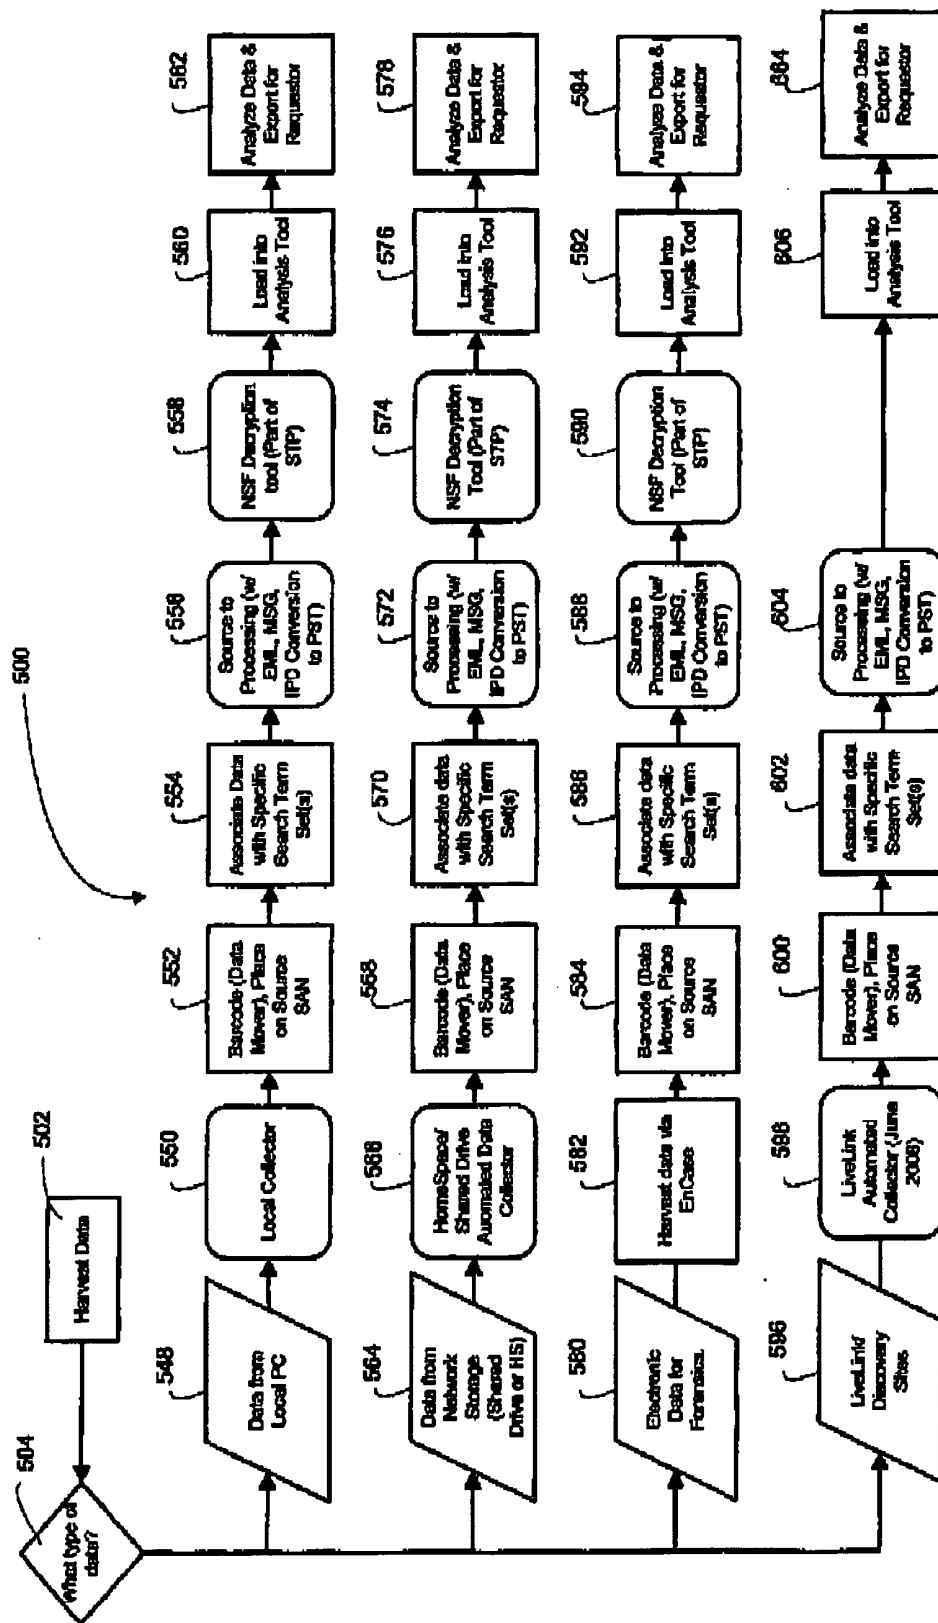 500
502
Harvest Data
504
What type of
data?
548
Data from
Local PC
550
Local Collector
552
Barcode (Data
Mover), Place
on Source
SAN
554
Associate Data
with Specific
Search Term
Set(s)
556
Source to
Processing (w/
EML, MSG,
IPD Conversion
to PST)
558
NSF Decryption
tool (Part of
STP)
560
Load into
Analysis Tool
562
Analyze Data &
Export for
Requestor
564
Data from
Network
Storage
(Shared
Drive or HS)
566
HomeSpace/
Shared Drive
Automated Data
Collector
568
Barcode (Data
Mover), Place
on Source
SAN
570
Associate data
with Specific
Search Term
Set(s)
572
Source to
Processing (w/
EML, MSG,
IPD Conversion
to PST)
574
NSF Decryption
Tool (Part of
STP)
576
Load into
Analysis Tool
578
Analyze Data &
Export for
Requestor
580
Electronic
Data for
Forensics.
582
Harvest data via
EnCase
584
Barcode (Data
Mover), Place
on Source
SAN
586
Associate data
with Specific
Search Term
Set(s)
588
Source to
Processing (w/
EML, MSG,
IPD Conversion
to PST)
590
NSF Decryption
Tool (Part of
STP)
592
Load into
Analysis Tool
594
Analyze Data &
Export for
Requestor
596
LiveLink/
Discovery
Sites
598
LiveLink
Automated
Collector (June
2008)
600
Barcode (Data
Mover), Place
on Source
SAN
602
Associate data
with Specific
Search Term
Set(s)
604
Source to
Processing (w/
EML, MSG,
IPD Conversion
to PST)
606
Load into
Analysis Tool
664
Analyze Data &
Export for
Requestor